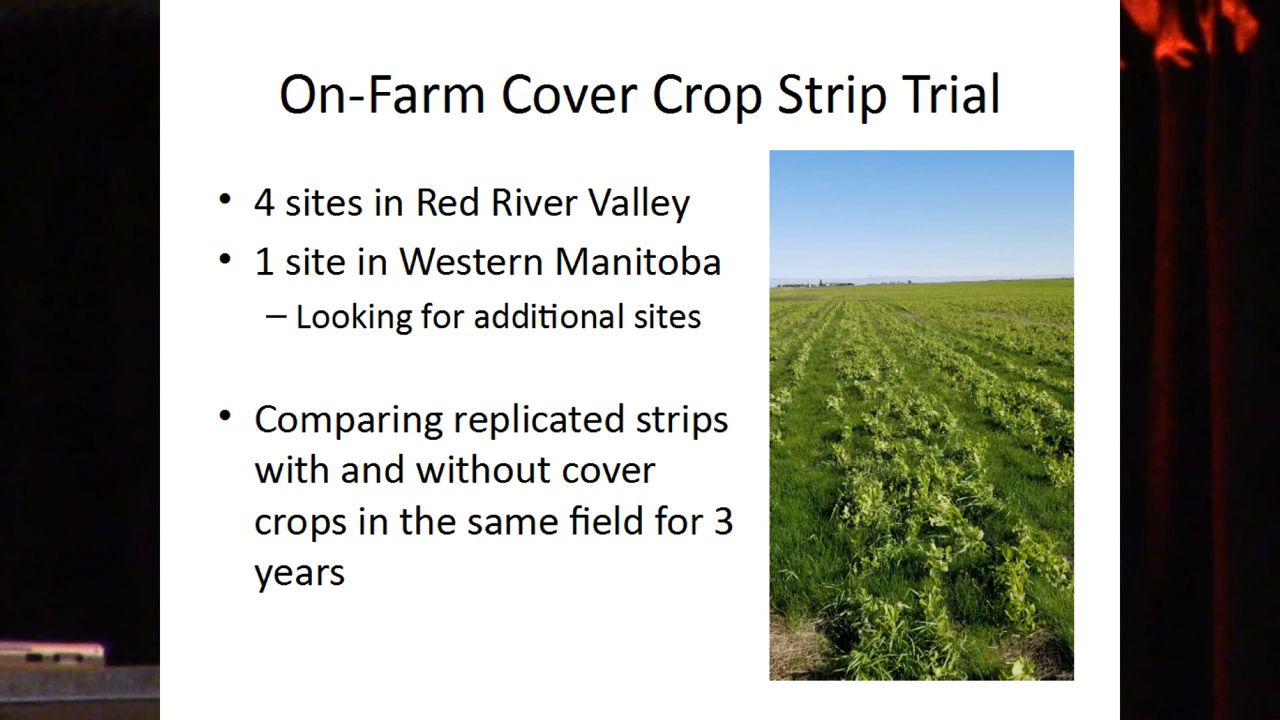 On-Farm Cover Crop Strip Trial
• 4 sites in Red River Valley
• 1 site in Western Manitoba
– Looking for additional sites
• Comparing replicated strips
with and without cover
crops in the same field for 3
years